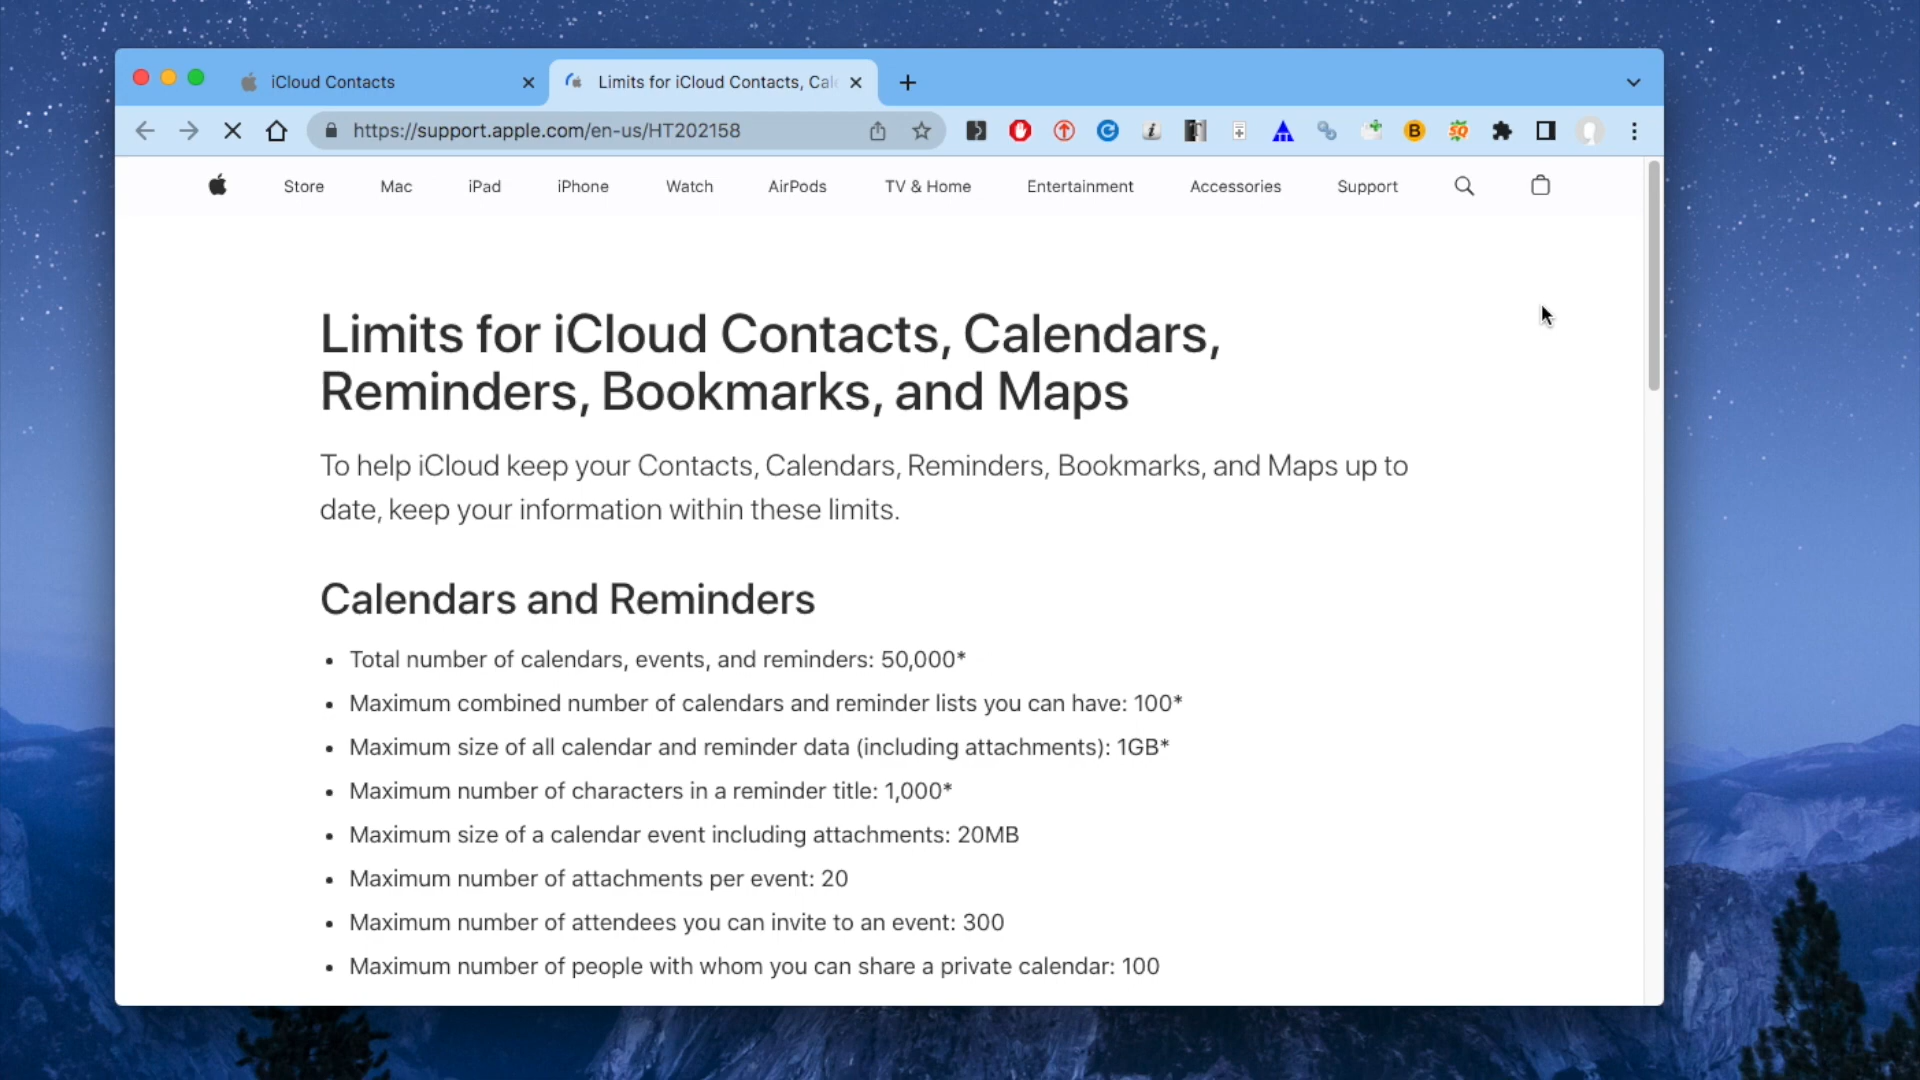 iCloud Contacts
Limits for iCloud Contacts, Cal
https://support.apple.com/en-us/HT202158
Store Mac iPad iPhone Watch AirPods TV & Home Entertainment Accessories Support
Limits for iCloud Contacts, Calendars,
Reminders, Bookmarks, and Maps
To help iCloud keep your Contacts, Calendars, Reminders, Bookmarks, and Maps up to
date, keep your information within these limits.
Calendars and Reminders
• Total number of calendars, events, and reminders: 50,000*
• Maximum combined number of calendars and reminder lists you can have: 100*
• Maximum size of all calendar and reminder data (including attachments): 1GB*
• Maximum number of characters in a reminder title: 1,000*
• Maximum size of a calendar event including attachments: 20MB
• Maximum number of attachments per event: 20
• Maximum number of attendees you can invite to an event: 300
• Maximum number of people with whom you can share a private calendar: 100